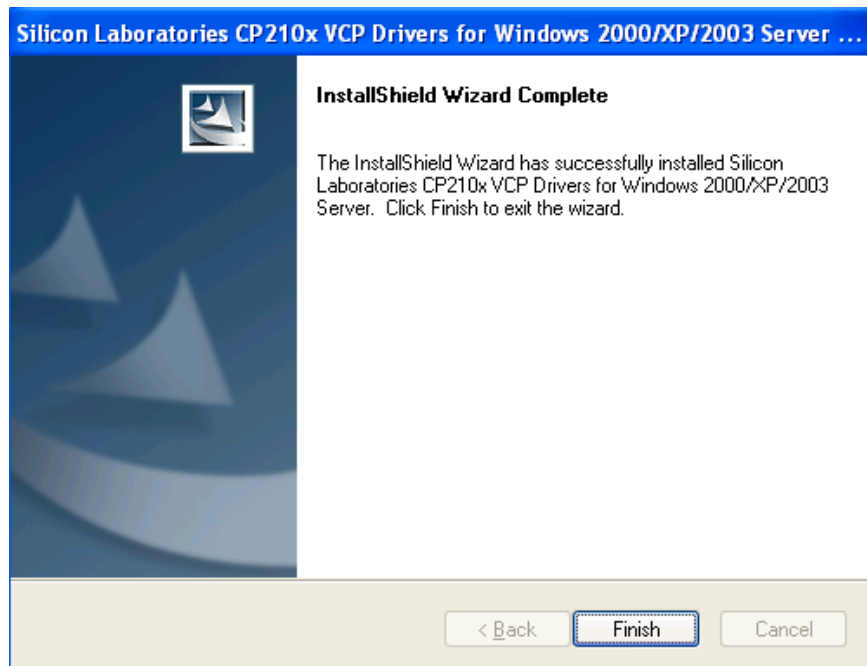 Silicon Laboratories CP210x VCP Drivers for Windows 2000/XP/2003 Server ...
InstallShield Wizard Complete
The InstallShield Wizard has successfully installed Silicon
Laboratories CP210x VCP Drivers for Windows 2000/XP/2003
Server. Click Finish to exit the wizard.
< Back
Finish
Cancel